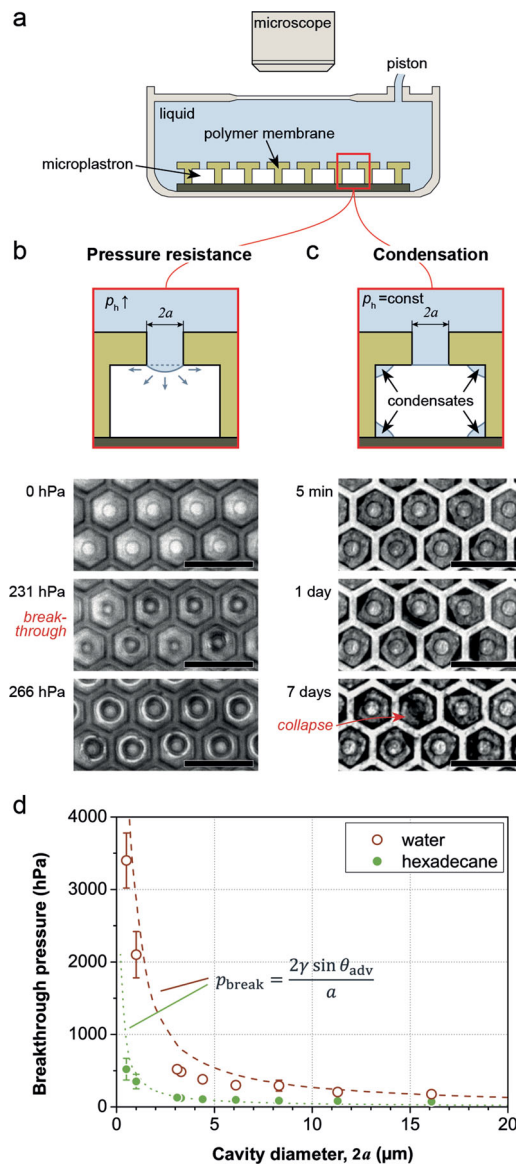 a
microscope
piston
liquid
polymer membrane
microplastron
b
Pressure resistance
pₕ↑
2a
c
Condensation
pₕ=const
2a
condensates
0 hPa
231 hPa
break-
through
266 hPa
5 min
1 day
7 days
collapse
d
Breakthrough pressure (hPa)
4000
3000
2000
1000
0
water
hexadecane
p_break = 2γ sin θ_adv / a
0
5
10
15
20
Cavity diameter, 2a (μm)